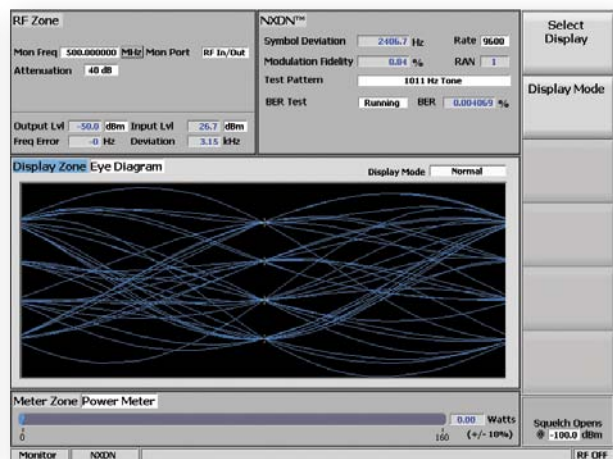 RF Zone
Mon Freq 500.000000 MHz Mon Port RF In/Out
Attenuation 40 dB
Output Lvl -50.0 dBm Input Lvl 26.7 dBm
Freq Error -0 Hz Deviation 3.15 kHz
NXDN™
Symbol Deviation 2406.7 Hz Rate 9600
Modulation Fidelity 0.84 % RAN 1
Test Pattern 1011 Hz Tone
BER Test Running BER 0.004069 %
Select Display
Display Mode
Display Zone Eye Diagram
Display Mode Normal
Meter Zone Power Meter
0.00 Watts
0 160 (+/- 10%)
Squelch Opens
@ -100.0 dBm
Monitor NXDN RF OFF